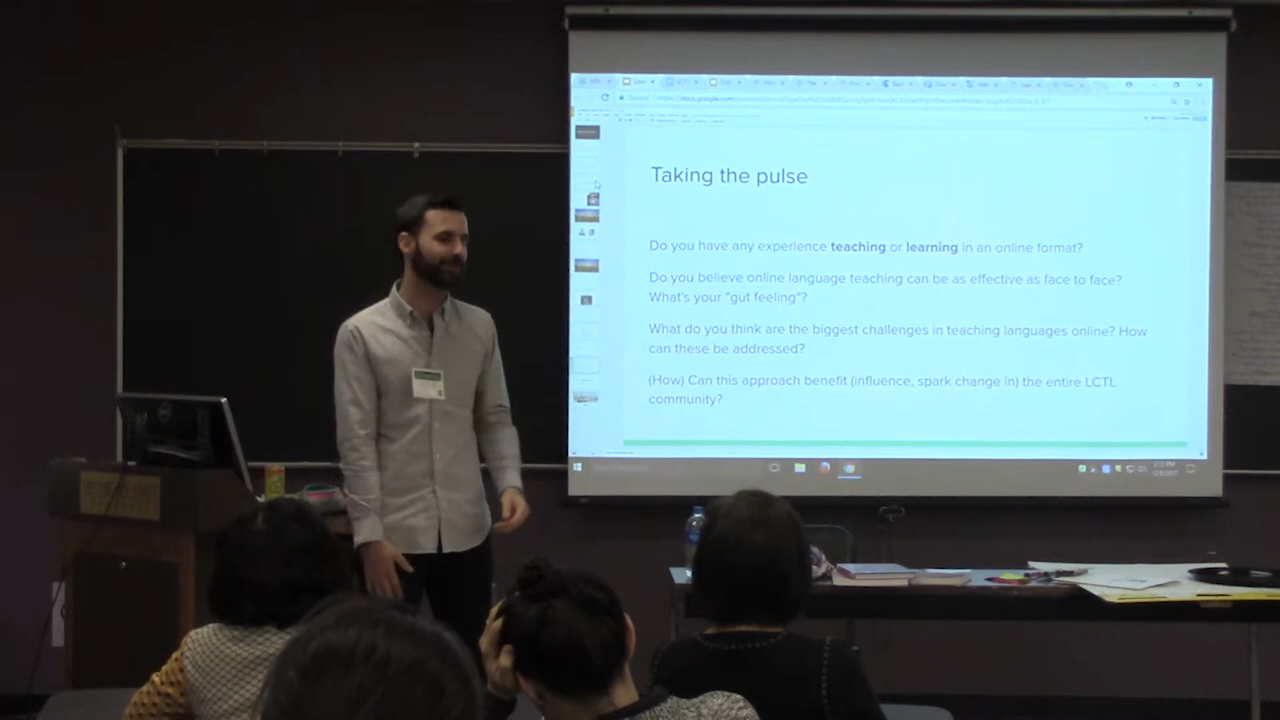 Taking the pulse
Do you have any experience teaching or learning in an online format?
Do you believe online language teaching can be as effective as face to face?
What's your "gut feeling"?
What do you think are the biggest challenges in teaching languages online? How
can these be addressed?
(How) Can this approach benefit (influence, spark change in) the entire LCTL
community?